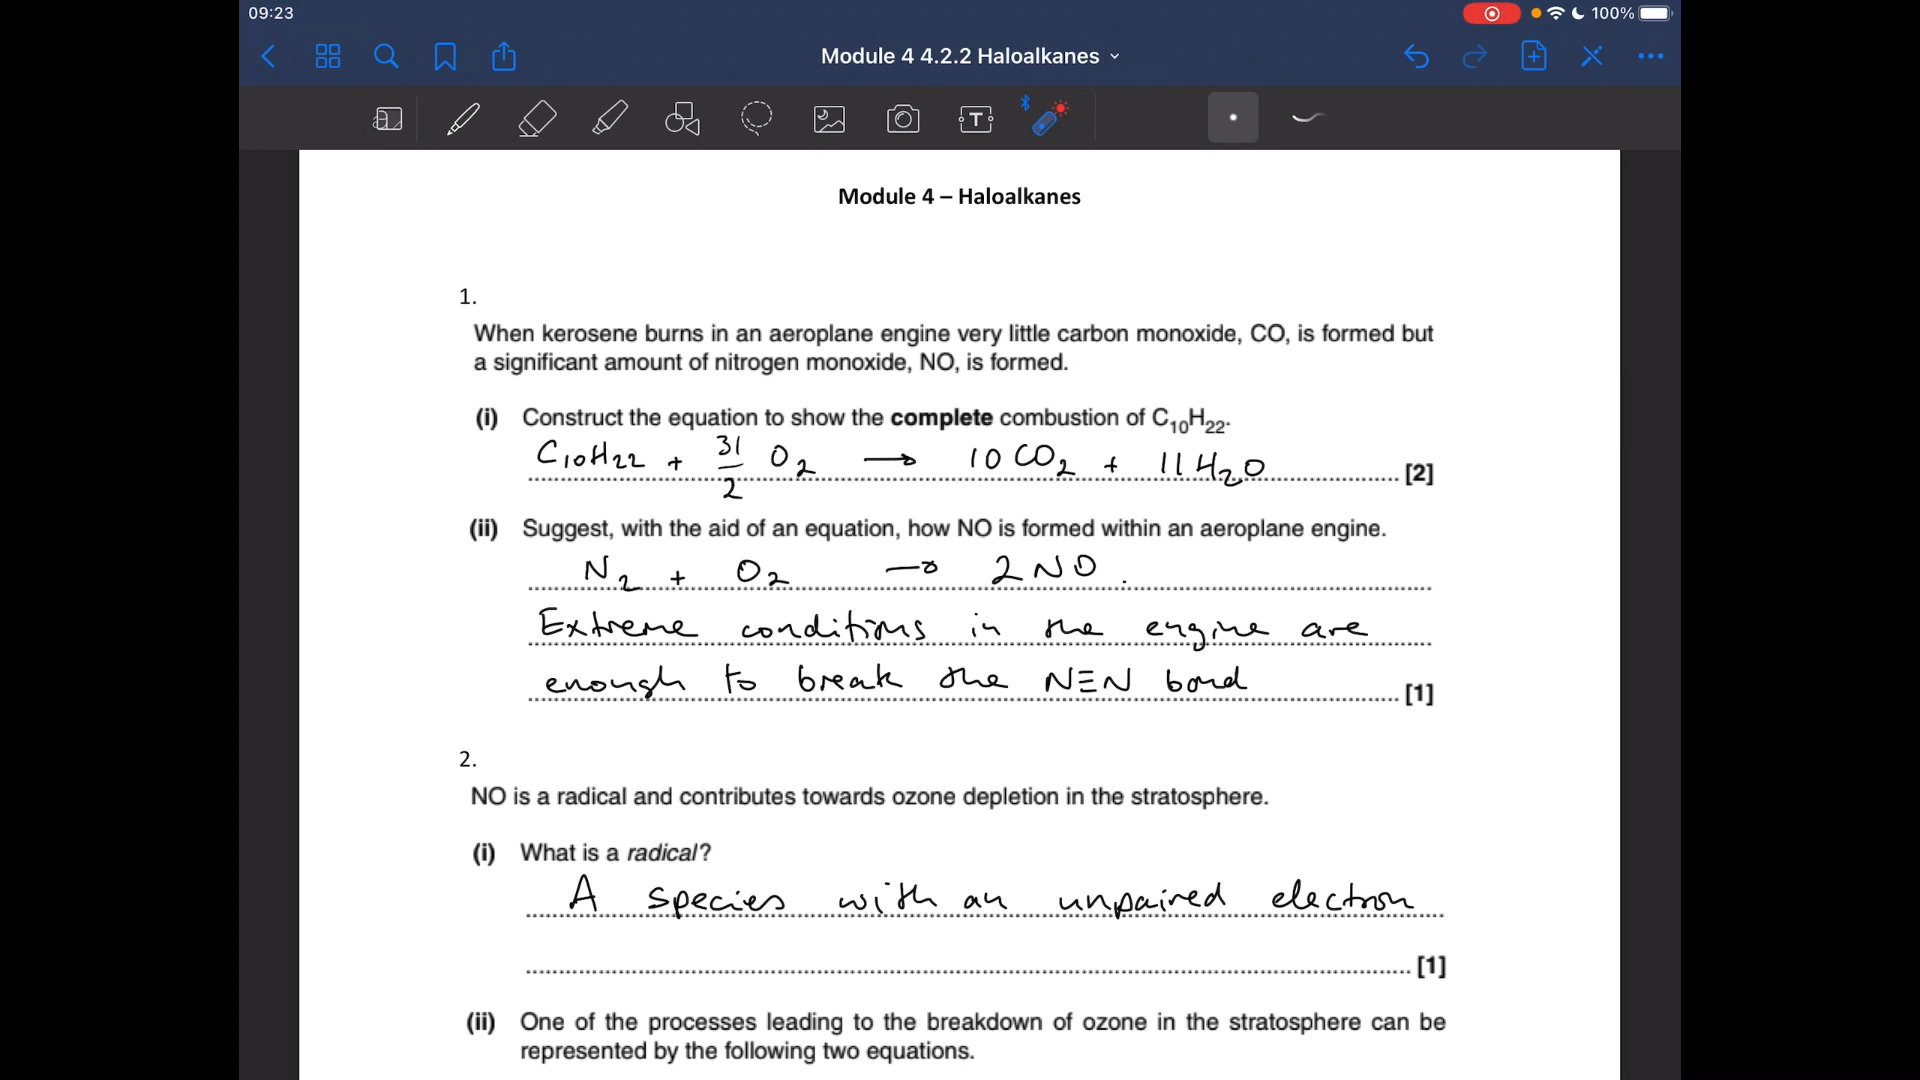 09:23
100%
Module 4 4.2.2 Haloalkanes
Module 4 – Haloalkanes
1.
When kerosene burns in an aeroplane engine very little carbon monoxide, CO, is formed but
a significant amount of nitrogen monoxide, NO, is formed.
(i) Construct the equation to show the complete combustion of C₁₀H₂₂.
C₁₀H₂₂ + 31/2 O₂ → 10 CO₂ + 11 H₂O [2]
(ii) Suggest, with the aid of an equation, how NO is formed within an aeroplane engine.
N₂ + O₂ → 2 NO.
Extreme conditions in the engine are
enough to break the N≡N bond [1]
2.
NO is a radical and contributes towards ozone depletion in the stratosphere.
(i) What is a radical?
A species with an unpaired electron
[1]
(ii) One of the processes leading to the breakdown of ozone in the stratosphere can be
represented by the following two equations.